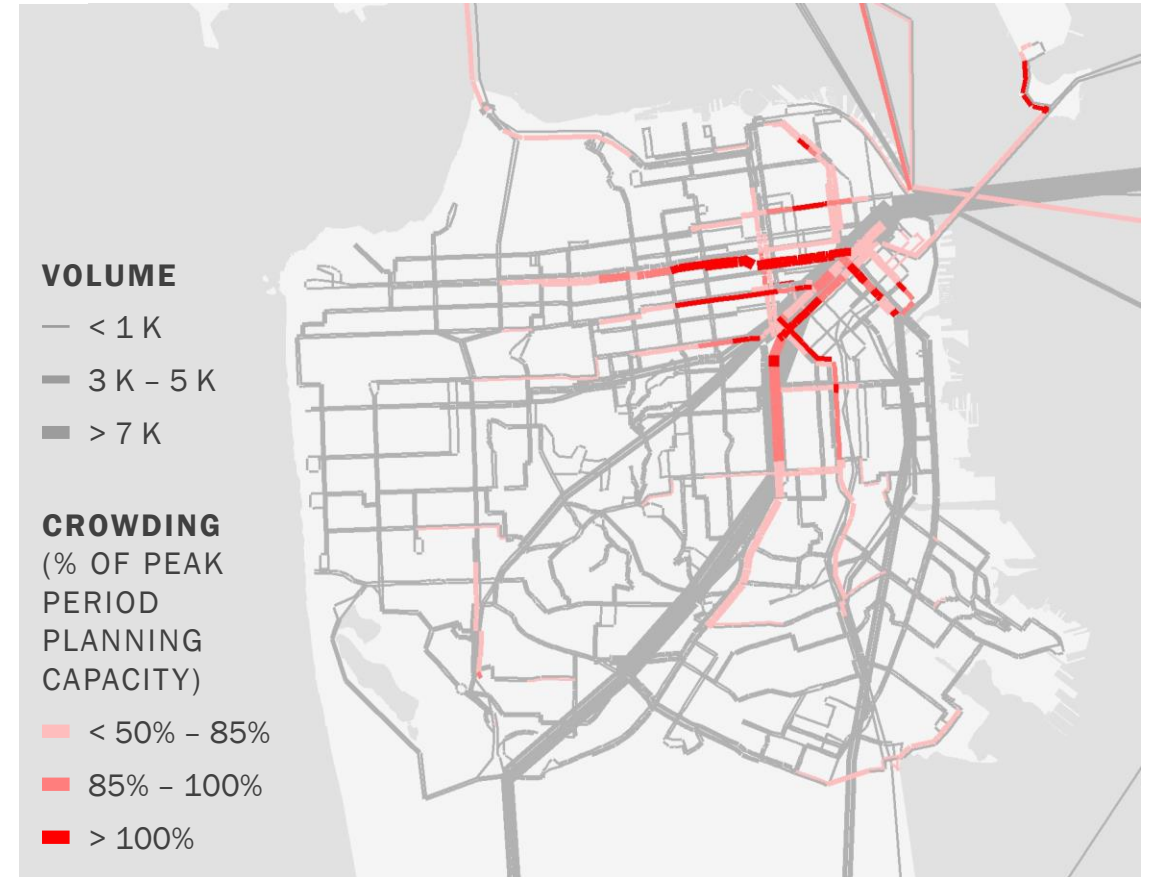 VOLUME
< 1 K
3 K – 5 K
> 7 K
CROWDING
(% OF PEAK
PERIOD
PLANNING
CAPACITY)
< 50% – 85%
85% – 100%
> 100%